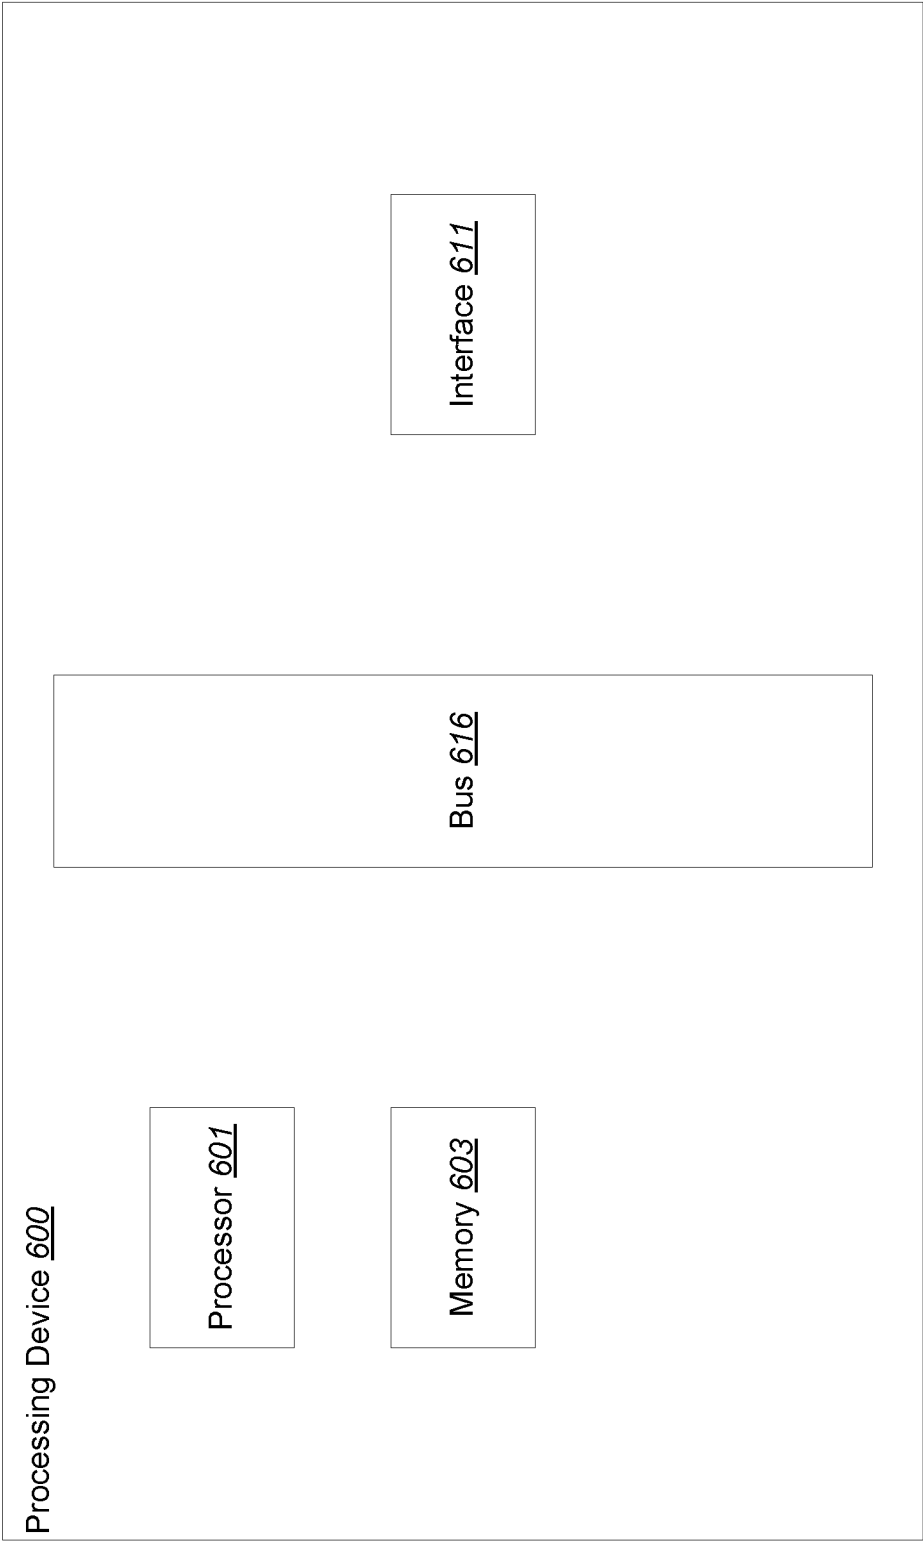 Processing Device 600
Processor 601
Memory 603
Bus 616
Interface 611